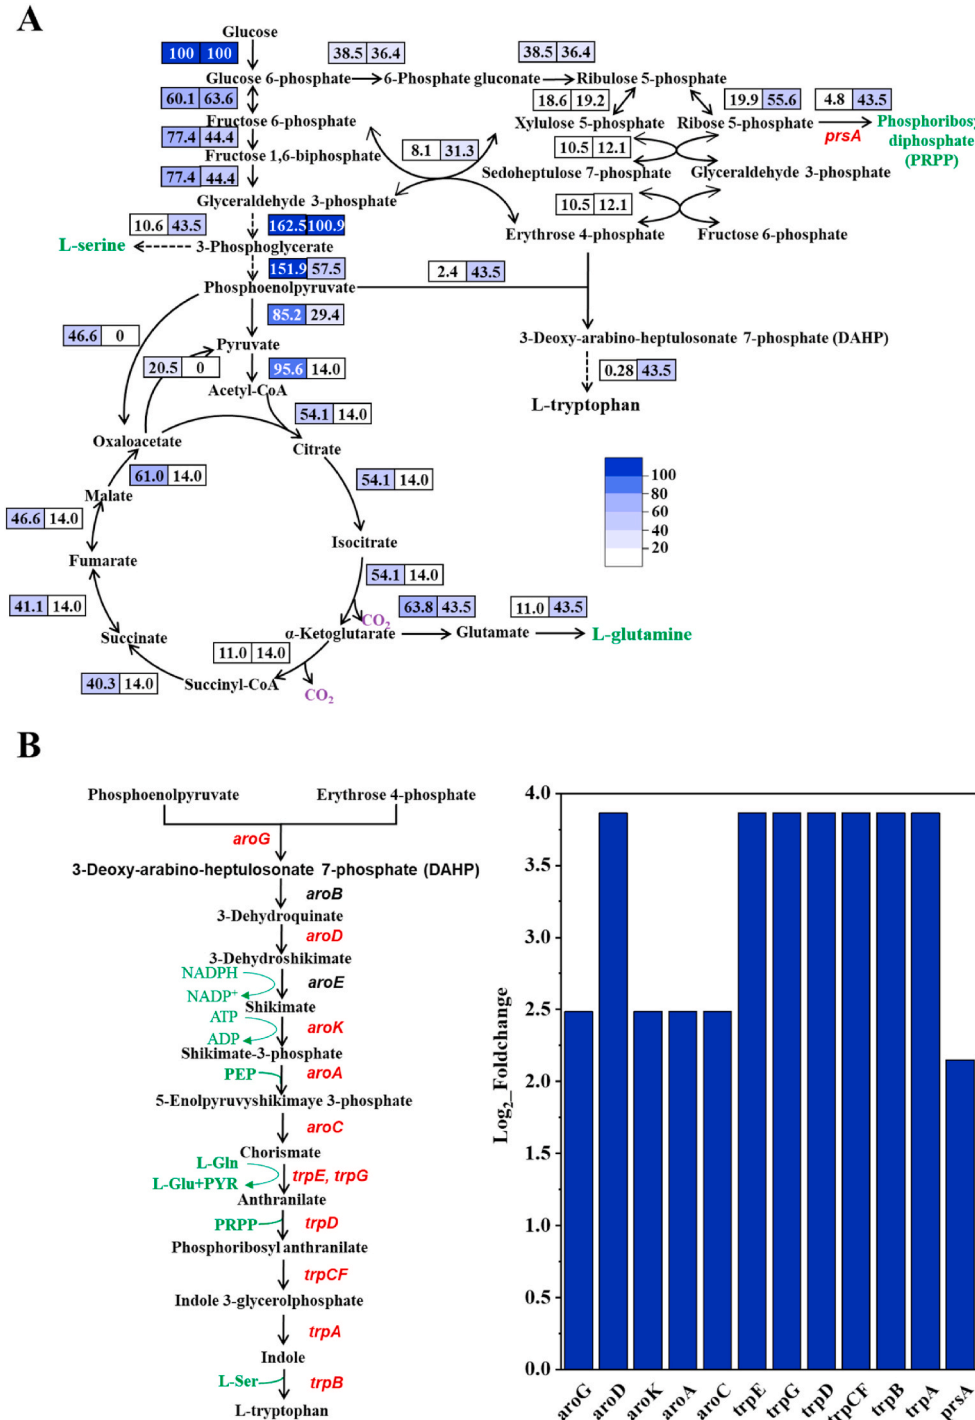 A
Glucose
100 100
38.5 36.4
38.5 36.4
Glucose 6-phosphate
6-Phosphate gluconate
Ribulose 5-phosphate
60.1 63.6
18.6 19.2
19.9 55.6
4.8 43.5
Fructose 6-phosphate
Xylulose 5-phosphate
Ribose 5-phosphate
prsA
Phosphoribosy
diphosphate
(PRPP)
77.4 44.4
8.1 31.3
10.5 12.1
Fructose 1,6-biphosphate
77.4 44.4
Sedoheptulose 7-phosphate
Glyceraldehyde 3-phosphate
Glyceraldehyde 3-phosphate
10.5 12.1
10.6 43.5
162.5 100.9
L-serine
3-Phosphoglycerate
Erythrose 4-phosphate
Fructose 6-phosphate
151.9 57.5
2.4 43.5
Phosphoenolpyruvate
85.2 29.4
46.6 0
Pyruvate
3-Deoxy-arabino-heptulosonate 7-phosphate (DAHP)
20.5 0
95.6 14.0
0.28 43.5
Acetyl-CoA
L-tryptophan
54.1 14.0
Oxaloacetate
Citrate
61.0 14.0
54.1 14.0
100
80
60
40
20
Malate
46.6 14.0
Isocitrate
Fumarate
54.1 14.0
41.1 14.0
CO2
63.8 43.5
11.0 43.5
Succinate
α-Ketoglutarate
Glutamate
L-glutamine
11.0 14.0
40.3 14.0
Succinyl-CoA
CO2
B
Phosphoenolpyruvate
Erythrose 4-phosphate
aroG
3-Deoxy-arabino-heptulosonate 7-phosphate (DAHP)
aroB
3-Dehydroquinate
aroD
3-Dehydroshikimate
NADPH
aroE
NADP+
Shikimate
ATP
aroK
ADP
Shikimate-3-phosphate
PEP
aroA
5-Enolpyruvyshikimaye 3-phosphate
aroC
Chorismate
L-Gln
trpE, trpG
L-Glu+PYR
Anthranilate
PRPP
trpD
Phosphoribosyl anthranilate
trpCF
Indole 3-glycerolphosphate
trpA
Indole
L-Ser
trpB
L-tryptophan
Log2_Foldchange
4.0
3.5
3.0
2.5
2.0
1.5
1.0
0.5
0.0
aroG
aroD
aroK
aroA
aroC
trpE
trpG
trpD
trpCF
trpB
trpA
prsA